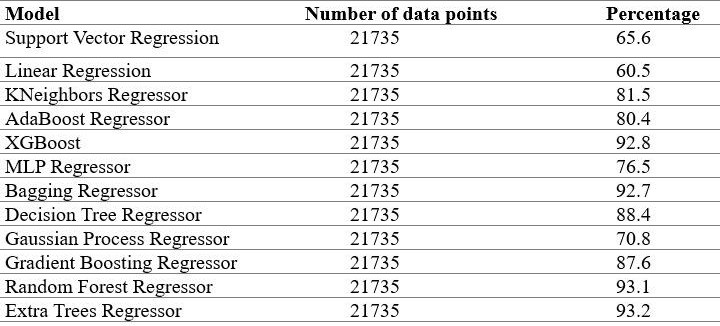 Model Number of data points Percentage
Support Vector Regression 21735 65.6
Linear Regression 21735 60.5
KNeighbors Regressor 21735 81.5
AdaBoost Regressor 21735 80.4
XGBoost 21735 92.8
MLP Regressor 21735 76.5
Bagging Regressor 21735 92.7
Decision Tree Regressor 21735 88.4
Gaussian Process Regressor 21735 70.8
Gradient Boosting Regressor 21735 87.6
Random Forest Regressor 21735 93.1
Extra Trees Regressor 21735 93.2